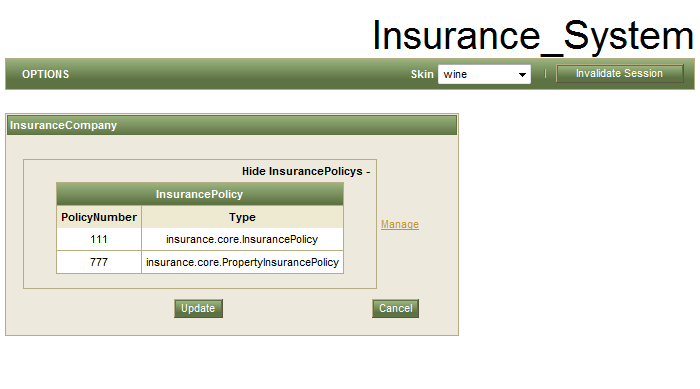 Insurance_System
OPTIONS Skin wine | Invalidate Session
InsuranceCompany
Hide InsurancePolicys -
InsurancePolicy
PolicyNumber Type
111 insurance.core.InsurancePolicy
777 insurance.core.PropertyInsurancePolicy
Manage
Update Cancel